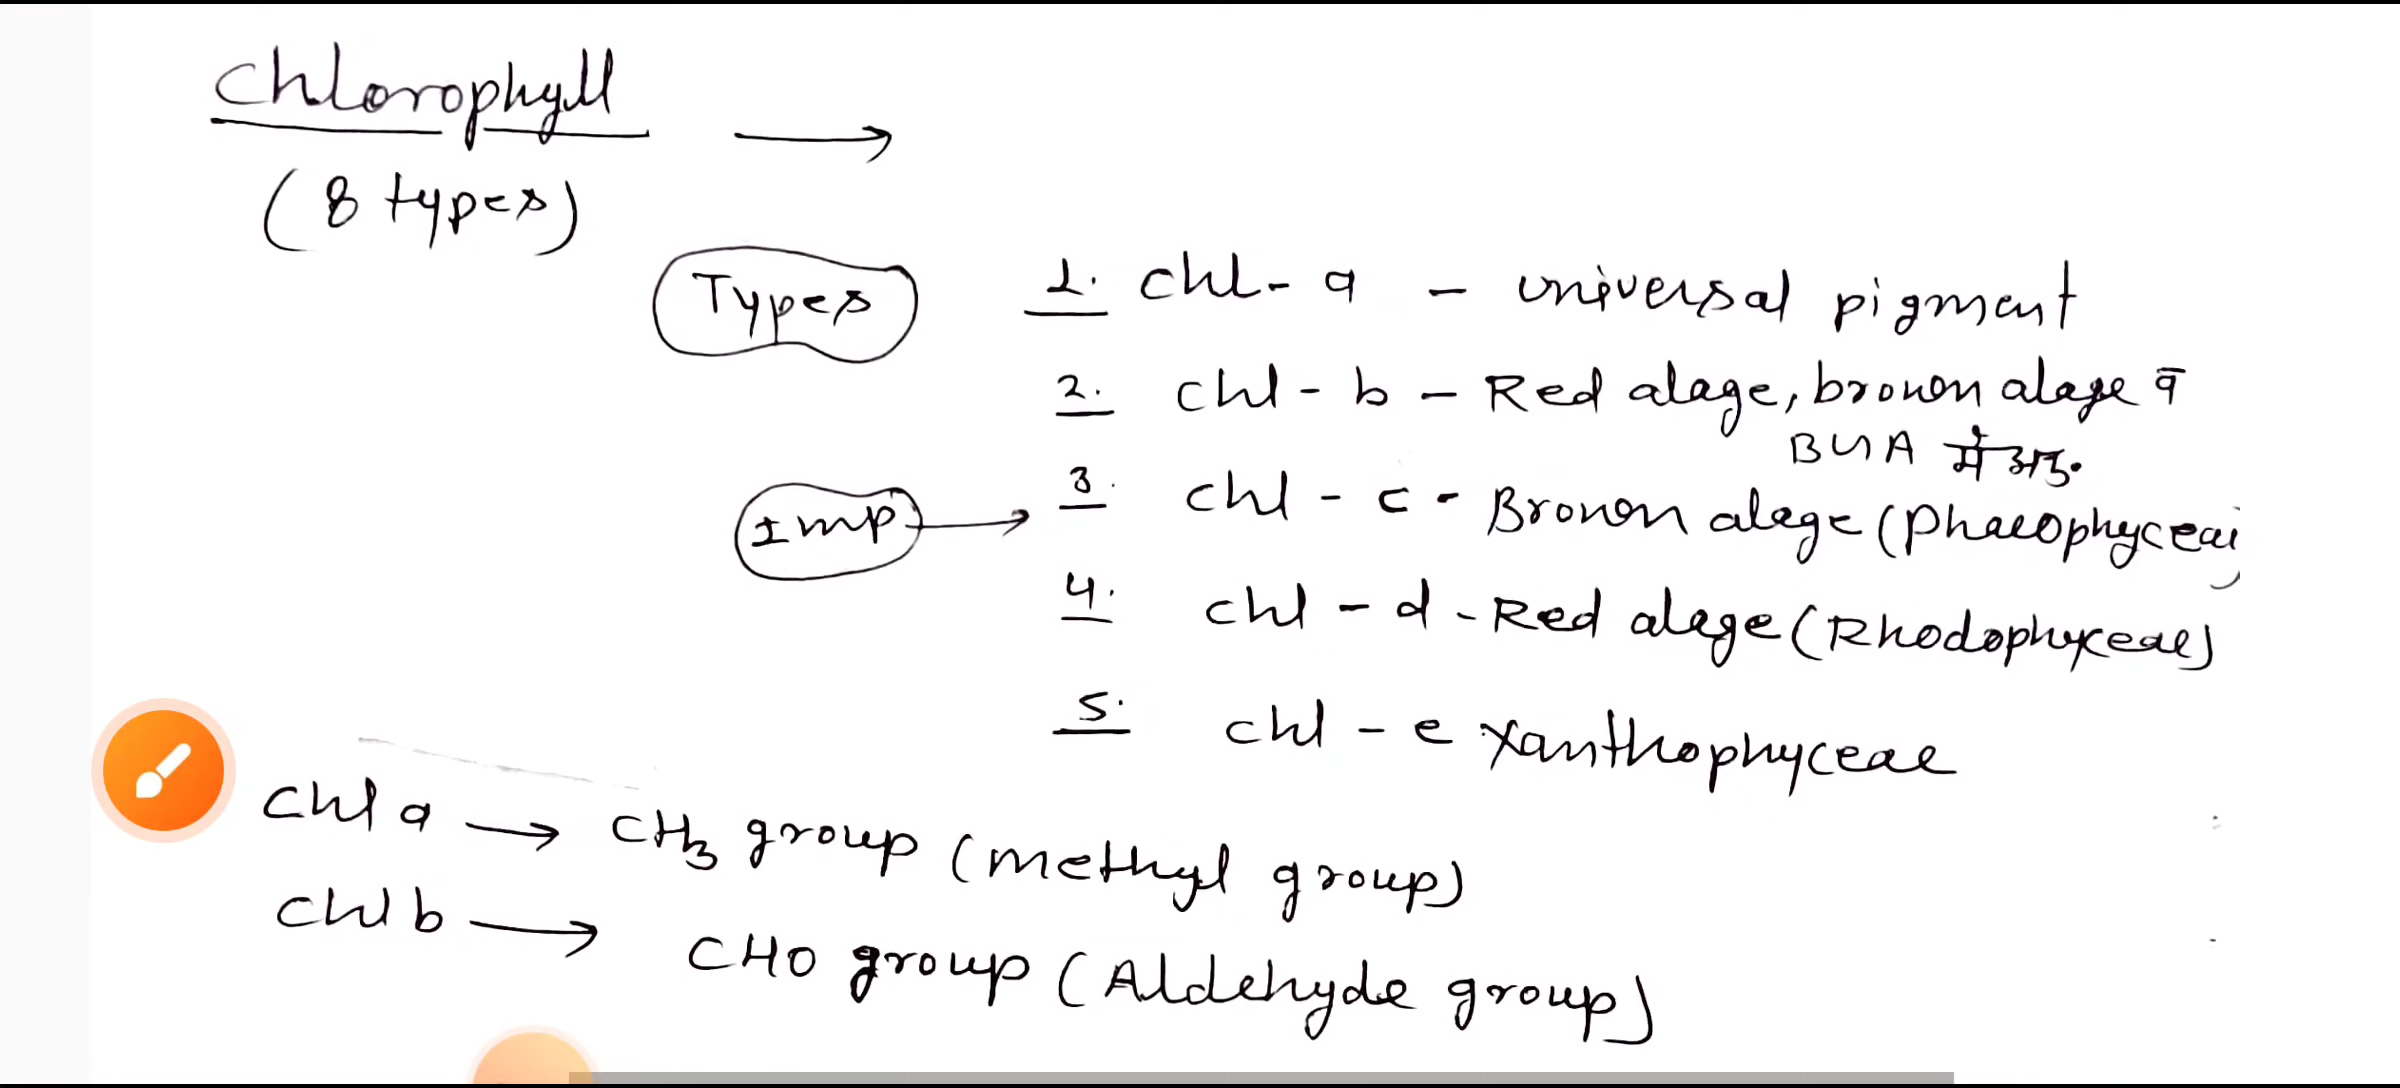 Chlorophyll →
(8 types)
Types
1. chl - a - universal pigment
2. chl - b - Red alage, brown alage व
BGA में अनु.
Imp → 3. chl - c - Brown alage (Phaeophyceae)
4. chl - d - Red alage (Rhodophyceae)
5. chl - e Xanthophyceae
Chl a → CH3 group (methyl group)
Chl b →
CHO group (Aldehyde group)